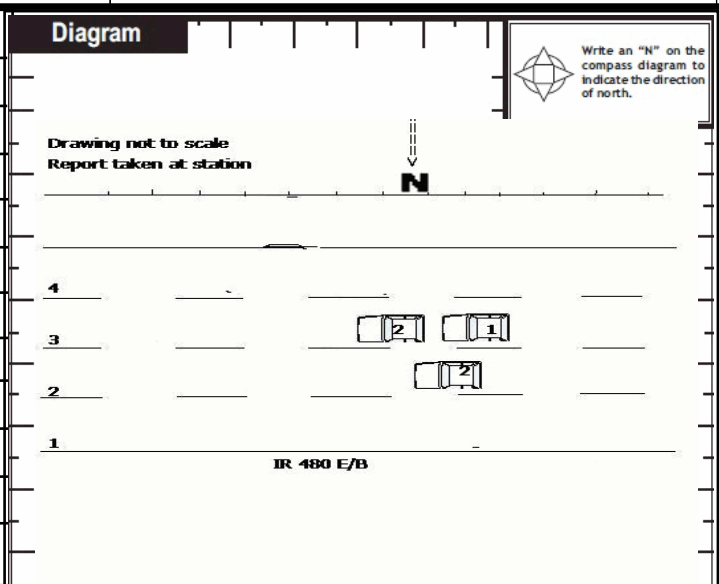 Diagram
Write an “N” on the
compass diagram to
indicate the direction
of north.
Drawing not to scale
Report taken at station
N
4
3
2 1
2
2
1
IR 480 E/B